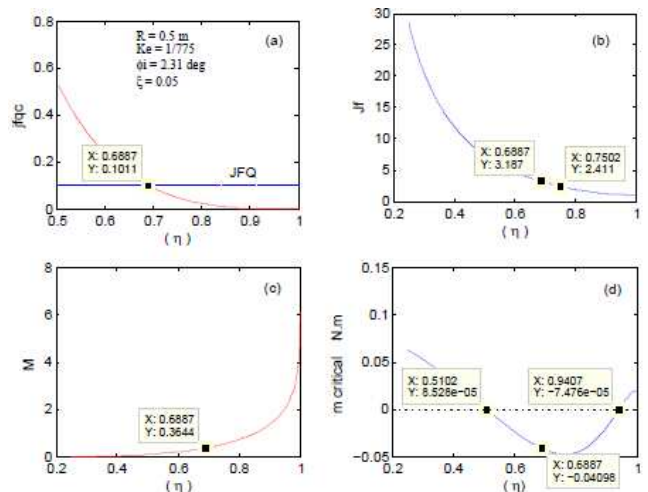 0.8
0.6
0.4
0.2
0
jfqc
R = 0.5 m
Ke = 1/775
ϕi = 2.31 deg
ξ = 0.05
(a)
X: 0.6887
Y: 0.1011
JFQ
0.5 0.6 0.7 0.8 0.9 1
( η )
30
25
20
15
10
5
0
Jf
(b)
X: 0.6887
Y: 3.187
X: 0.7502
Y: 2.411
0.2 0.4 0.6 0.8 1
( η )
8
6
4
2
0
M
(c)
X: 0.6887
Y: 0.3644
0.2 0.4 0.6 0.8 1
( η )
0.15
0.1
0.05
0
−0.05
m critical N.m
(d)
X: 0.5102
Y: 8.528e−05
X: 0.9407
Y: −7.476e−05
X: 0.6887
Y: −0.04098
0.2 0.4 0.6 0.8 1
( η)